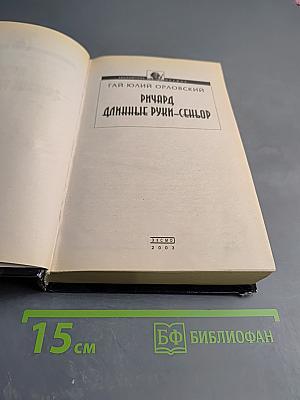 ГАЙ ЮЛИЙ ОРЛОВСКИЙ
РИЧАРД
ДЛИННЫЕ РУКИ–СЕНЬОР
ЭКСМО
2003
15 см
БФ БИБЛИОФАН